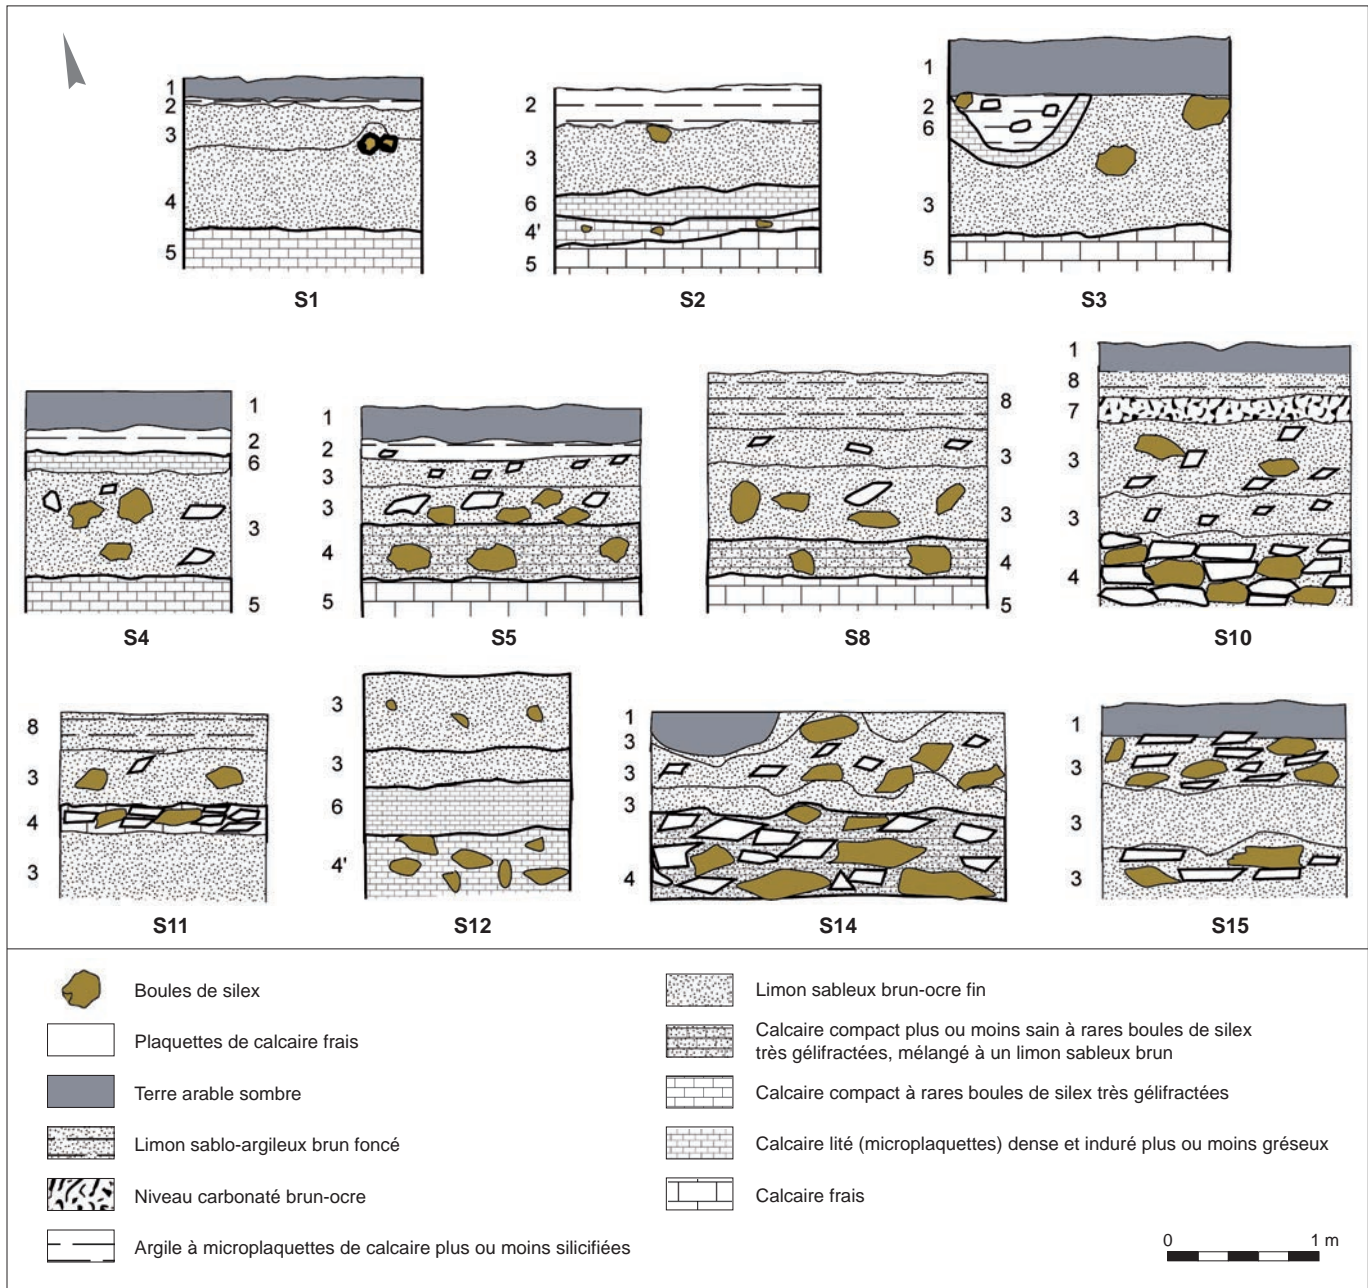 1
2
3
4
5
S1
2
3
6
4'
5
S2
1
2
6
3
5
S3
1
2
6
3
5
S4
1
2
3
3
4
5
S5
8
3
3
4
5
S8
1
8
7
3
3
4
S10
8
3
4
3
S11
3
3
6
4'
S12
1
3
3
3
4
S14
1
3
3
3
S15
Boules de silex
Plaquettes de calcaire frais
Terre arable sombre
Limon sablo-argileux brun foncé
Niveau carbonaté brun-ocre
Argile à microplaquettes de calcaire plus ou moins silicifiées
Limon sableux brun-ocre fin
Calcaire compact plus ou moins sain à rares boules de silex
très gélifractées, mélangé à un limon sableux brun
Calcaire compact à rares boules de silex très gélifractées
Calcaire lité (microplaquettes) dense et induré plus ou moins gréseux
Calcaire frais
0 1 m